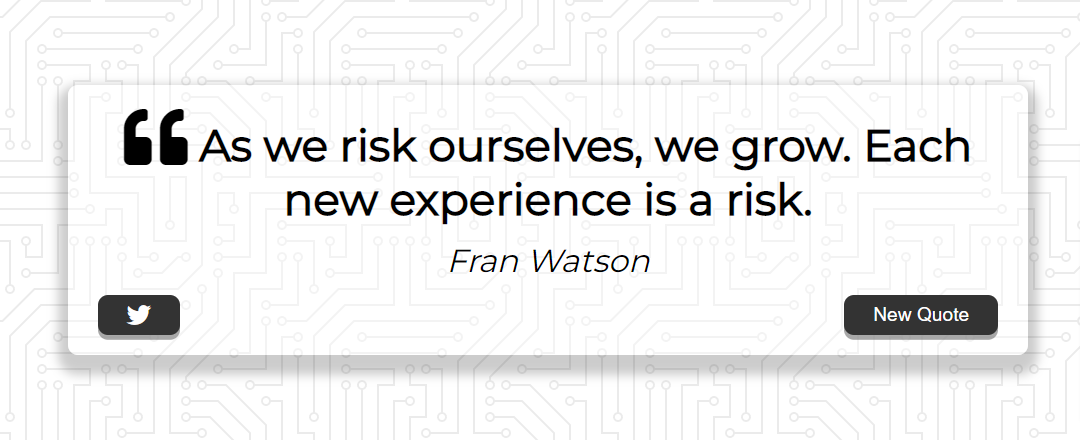 “ As we risk ourselves, we grow. Each
new experience is a risk.
Fran Watson
New Quote